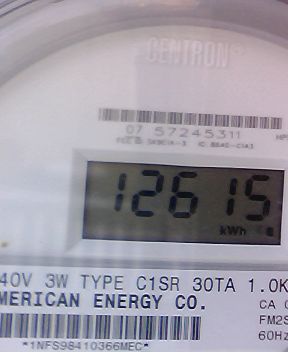 CENTRON®
07 57245311
12615
kWh
40V 3W TYPE C1SR 30TA 1.0K
MERICAN ENERGY CO.
CA
FM2S
60Hz
*1NFS98410366MEC*